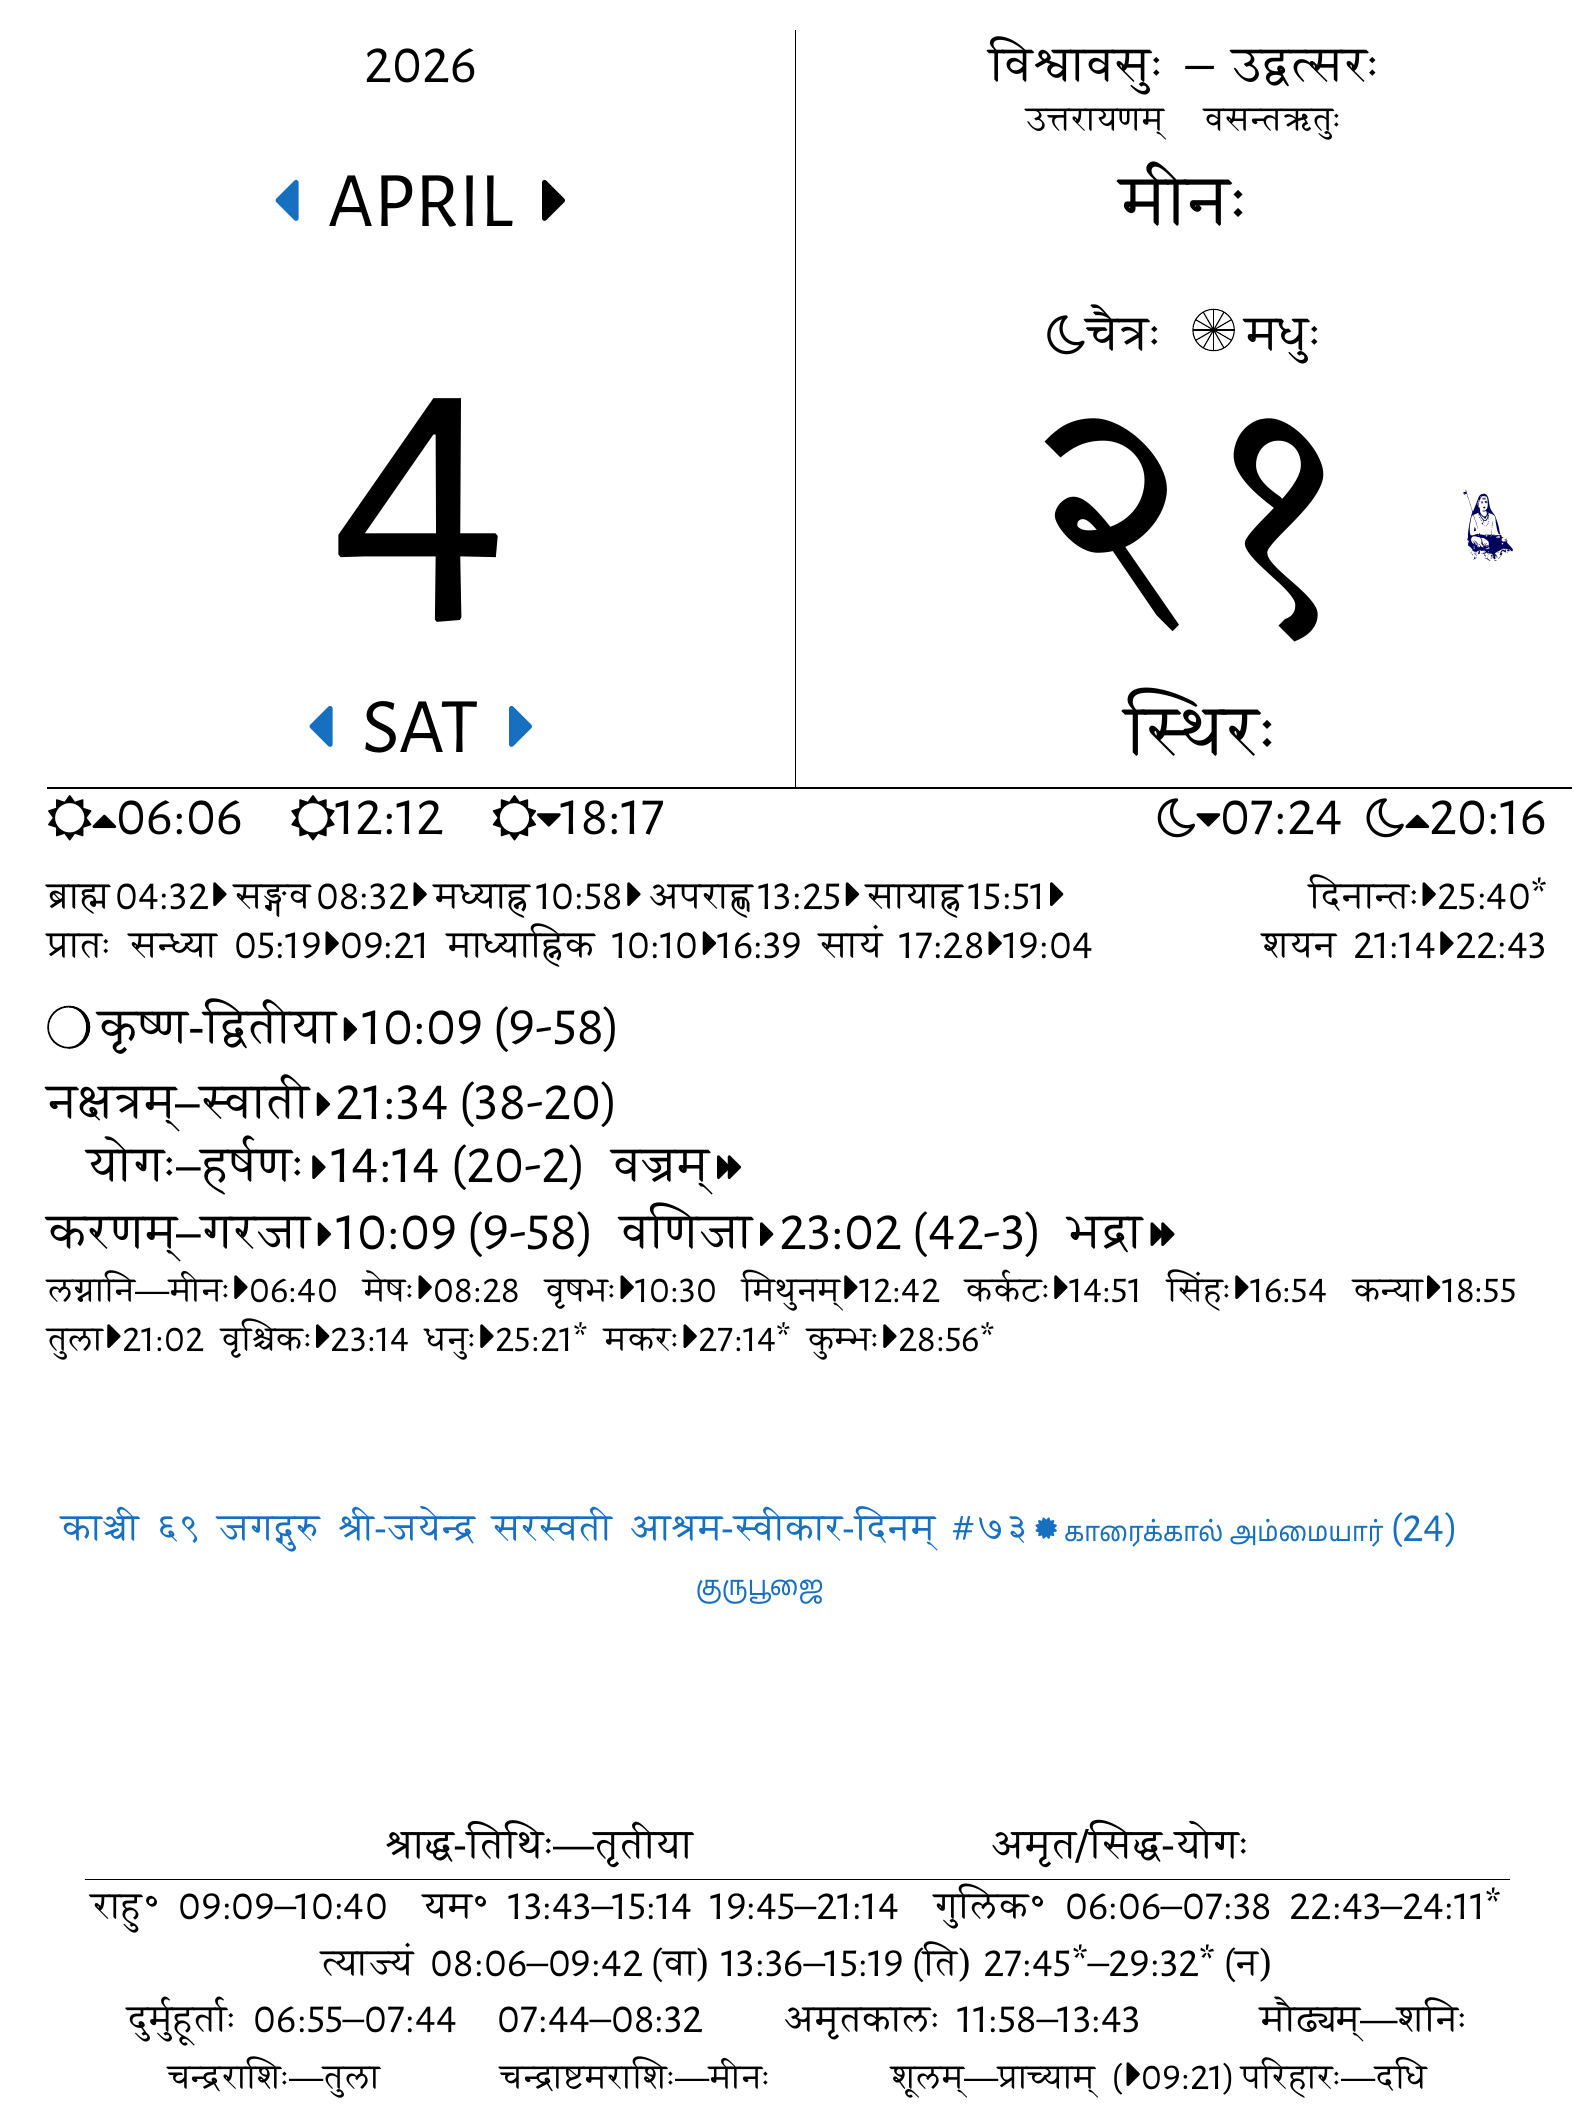 2026
APRIL
4
SAT
विश्वावसुः – उद्वत्सरः
उत्तरायणम् वसन्तऋतुः
मीनः
चैत्रः मधुः
२१
स्थिरः
06:06 12:12 18:17 07:24 20:16
ब्राह्म 04:32 सङ्गव 08:32 मध्याह्न 10:58 अपराह्ण 13:25 सायाह्न 15:51 दिनान्तः 25:40*
प्रातः सन्ध्या 05:19 09:21 माध्याह्निक 10:10 16:39 सायं 17:28 19:04 शयन 21:14 22:43
कृष्ण-द्वितीया 10:09 (9-58)
नक्षत्रम्–स्वाती 21:34 (38-20)
योगः–हर्षणः 14:14 (20-2) वज्रम्
करणम्–गरजा 10:09 (9-58) वणिजा 23:02 (42-3) भद्रा
लग्नानि—मीनः 06:40 मेषः 08:28 वृषभः 10:30 मिथुनम् 12:42 कर्कटः 14:51 सिंहः 16:54 कन्या 18:55
तुला 21:02 वृश्चिकः 23:14 धनुः 25:21* मकरः 27:14* कुम्भः 28:56*
काञ्ची ६९ जगद्गुरु श्री-जयेन्द्र सरस्वती आश्रम-स्वीकार-दिनम् #७३ காரைக்கால் அம்மையார் (24)
குருபூஜை
श्राद्ध-तिथिः—तृतीया अमृत/सिद्ध-योगः
राहु॰ 09:09–10:40 यम॰ 13:43–15:14 19:45–21:14 गुलिक॰ 06:06–07:38 22:43–24:11*
त्याज्यं 08:06–09:42 (वा) 13:36–15:19 (ति) 27:45*–29:32* (न)
दुर्मुहूर्ताः 06:55–07:44 07:44–08:32 अमृतकालः 11:58–13:43 मौढ्यम्—शनिः
चन्द्रराशिः—तुला चन्द्राष्टमराशिः—मीनः शूलम्—प्राच्याम् (09:21) परिहारः—दधि